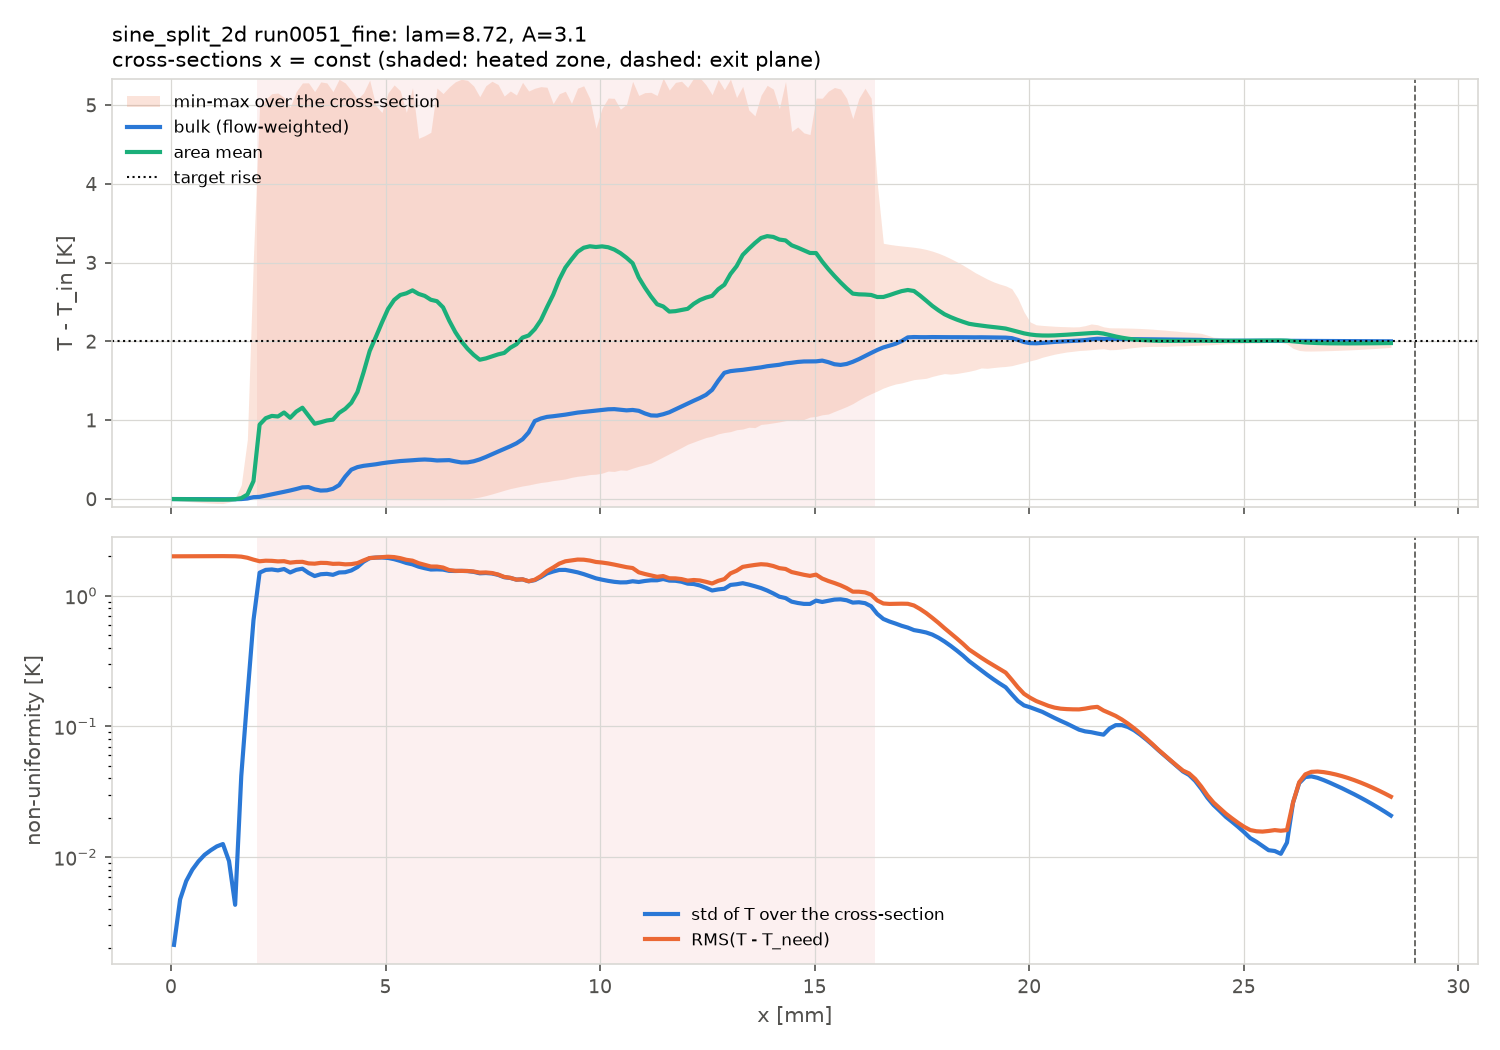 sine_split_2d run0051_fine: lam=8.72, A=3.1
cross-sections x = const (shaded: heated zone, dashed: exit plane)
T - T_in [K]
5
4
3
2
1
0
min-max over the cross-section
bulk (flow-weighted)
area mean
target rise
non-uniformity [K]
10⁰
10⁻¹
10⁻²
std of T over the cross-section
RMS(T - T_need)
0 5 10 15 20 25 30
x [mm]